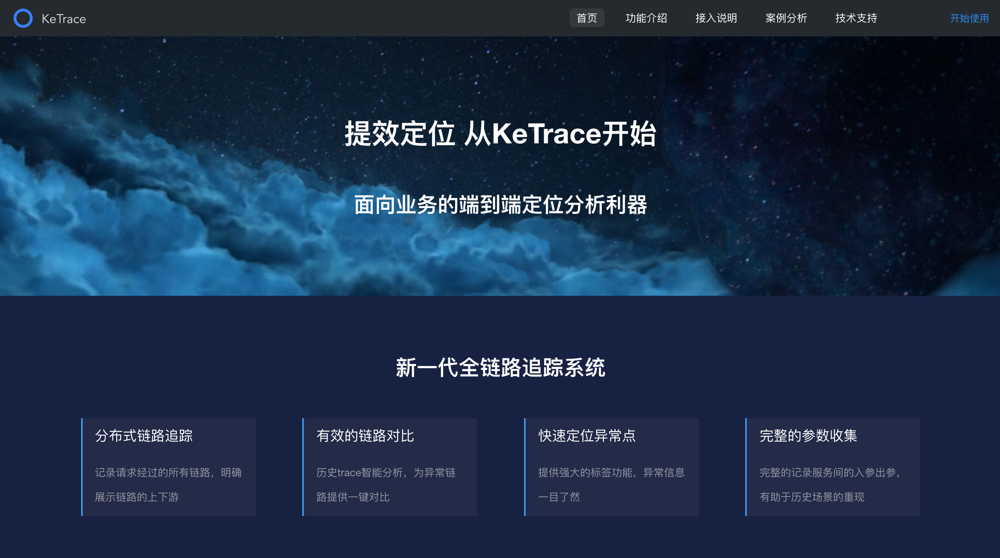 KeTrace
首页
功能介绍
接入说明
案例分析
技术支持
开始使用
提效定位 从KeTrace开始
面向业务的端到端定位分析利器
新一代全链路追踪系统
分布式链路追踪
记录请求经过的所有链路，明确
展示链路的上下游
有效的链路对比
历史trace智能分析，为异常链
路提供一键对比
快速定位异常点
提供强大的标签功能，异常信息
一目了然
完整的参数收集
完整的记录服务间的入参出参，
有助于历史场景的重现